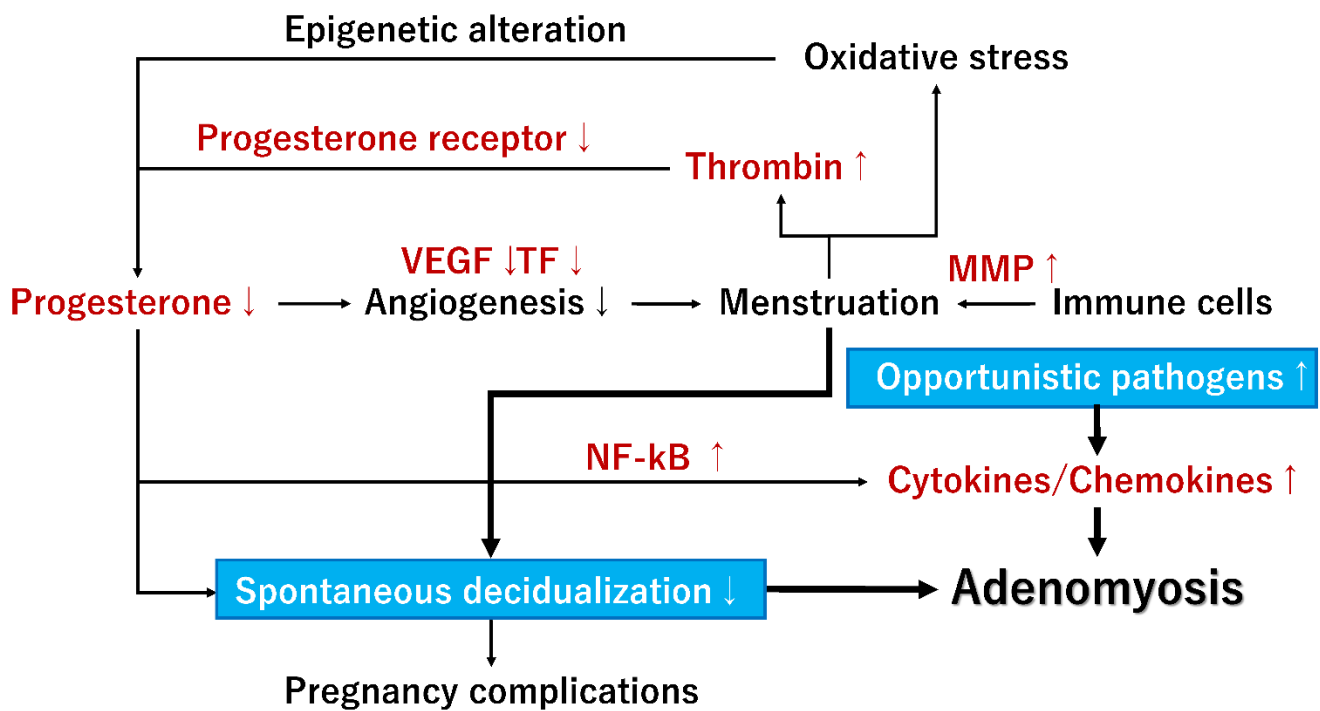 Epigenetic alteration
Oxidative stress
Progesterone receptor ↓
Thrombin ↑
VEGF ↓TF ↓
MMP ↑
Progesterone ↓
Angiogenesis ↓
Menstruation
Immune cells
Opportunistic pathogens ↑
NF-kB ↑
Cytokines/Chemokines ↑
Spontaneous decidualization ↓
Adenomyosis
Pregnancy complications